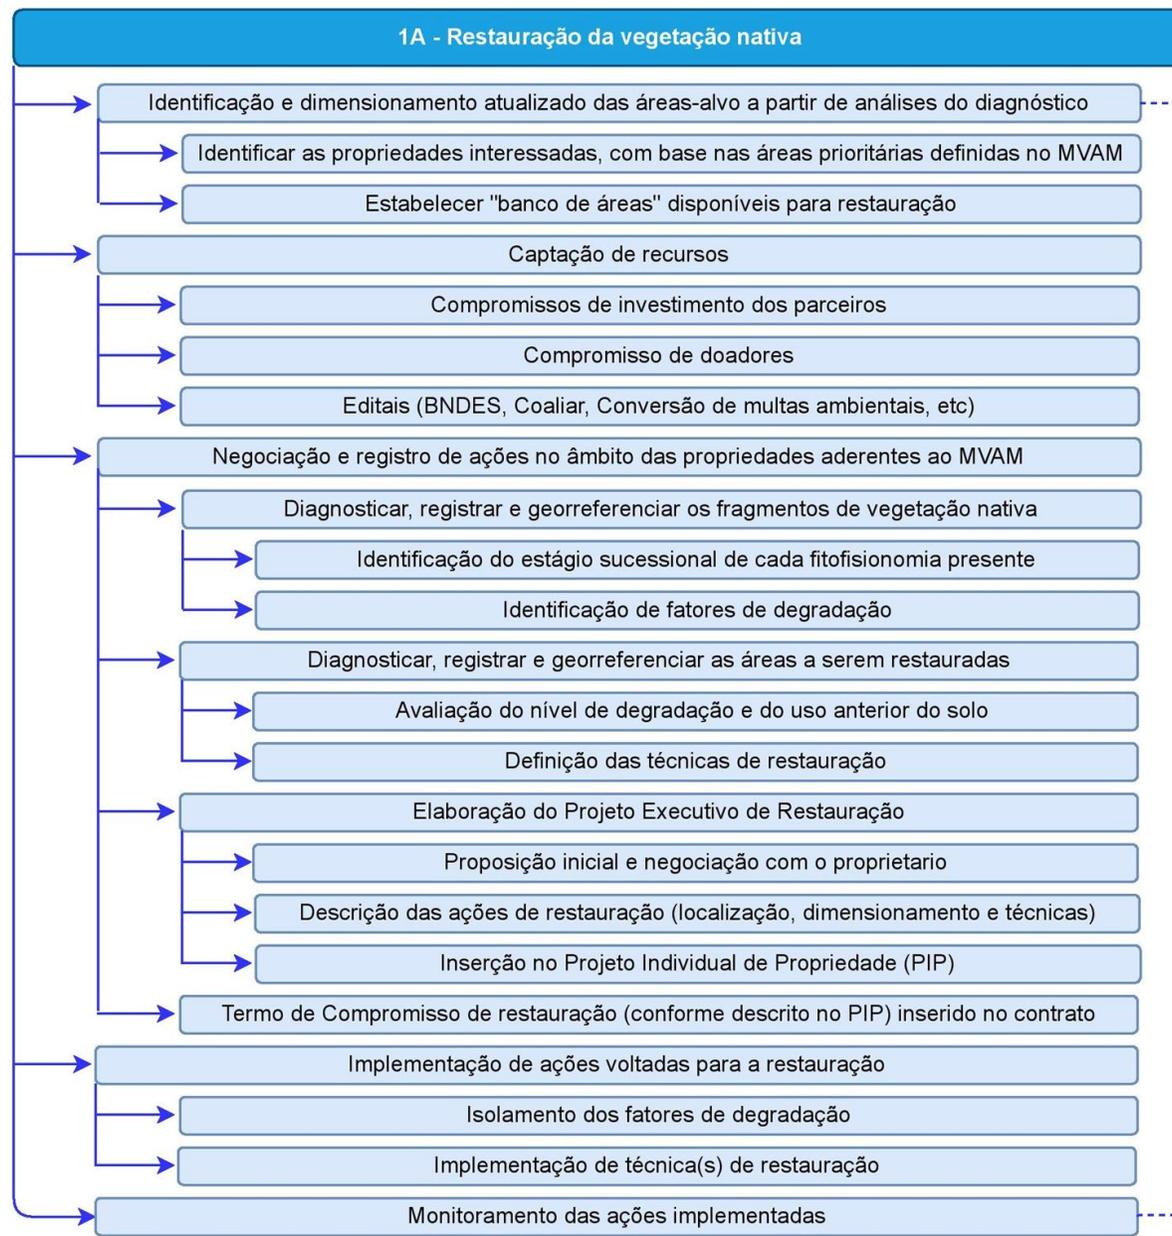 1A - Restauração da vegetação nativa
Identificação e dimensionamento atualizado das áreas-alvo a partir de análises do diagnóstico
Identificar as propriedades interessadas, com base nas áreas prioritárias definidas no MVAM
Estabelecer "banco de áreas" disponíveis para restauração
Captação de recursos
Compromissos de investimento dos parceiros
Compromisso de doadores
Editais (BNDES, Coaliar, Conversão de multas ambientais, etc)
Negociação e registro de ações no âmbito das propriedades aderentes ao MVAM
Diagnosticar, registrar e georreferenciar os fragmentos de vegetação nativa
Identificação do estágio sucessional de cada fitofisionomia presente
Identificação de fatores de degradação
Diagnosticar, registrar e georreferenciar as áreas a serem restauradas
Avaliação do nível de degradação e do uso anterior do solo
Definição das técnicas de restauração
Elaboração do Projeto Executivo de Restauração
Proposição inicial e negociação com o proprietario
Descrição das ações de restauração (localização, dimensionamento e técnicas)
Inserção no Projeto Individual de Propriedade (PIP)
Termo de Compromisso de restauração (conforme descrito no PIP) inserido no contrato
Implementação de ações voltadas para a restauração
Isolamento dos fatores de degradação
Implementação de técnica(s) de restauração
Monitoramento das ações implementadas